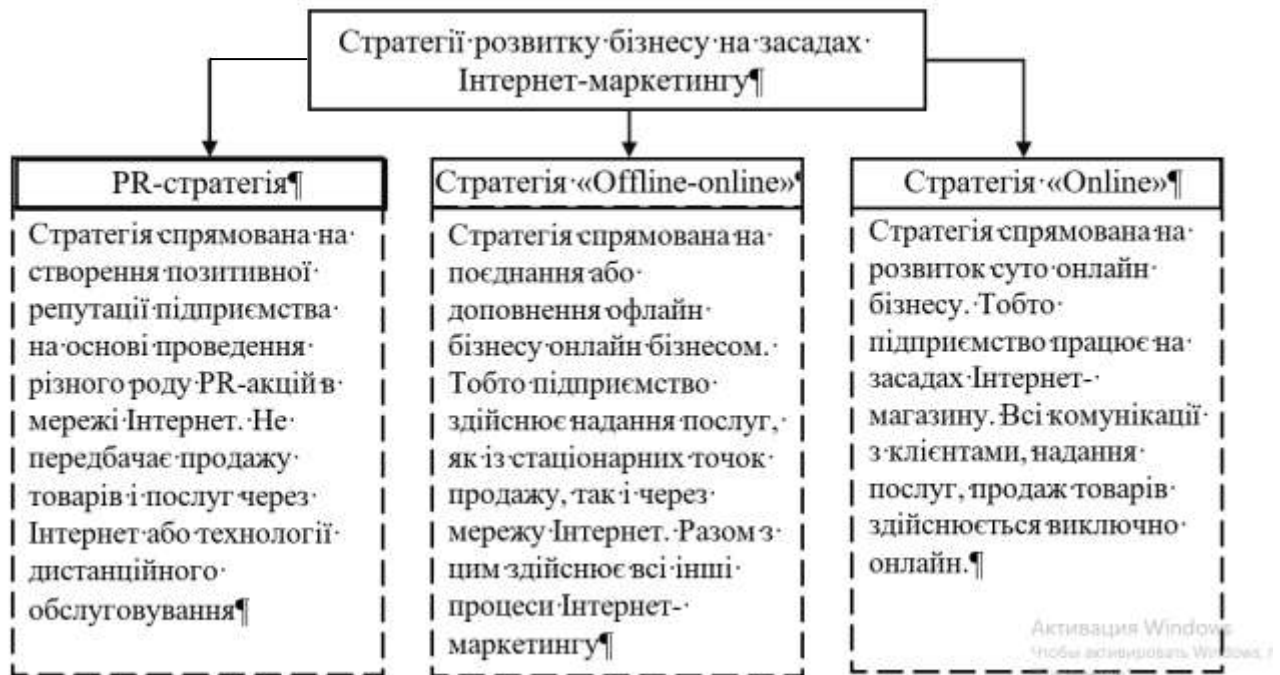 Стратегії розвитку бізнесу на засадах
Інтернет-маркетингу¶
PR-стратегія¶
Стратегія спрямована на
створення позитивної
репутації підприємства
на основі проведення
різного роду PR-акцій в
мережі Інтернет. Не
передбачає продажу
товарів і послуг через
Інтернет або технології
дистанційного
обслуговування¶
Стратегія «Offline-online»¶
Стратегія спрямована на
поєднання або
доповнення офлайн
бізнесу онлайн бізнесом.
Тобто підприємство
здійснює надання послуг,
як із стаціонарних точок
продажу, так і через
мережу Інтернет. Разом з
цим здійснює всі інші
процеси Інтернет-
маркетингу¶
Стратегія «Online»¶
Стратегія спрямована на
розвиток суто онлайн
бізнесу. Тобто
підприємство працює на
засадах Інтернет-
магазину. Всі комунікації
з клієнтами, надання
послуг, продаж товарів
здійснюється виключно
онлайн.¶
Активация Windows
Чтобы активировать Windows,